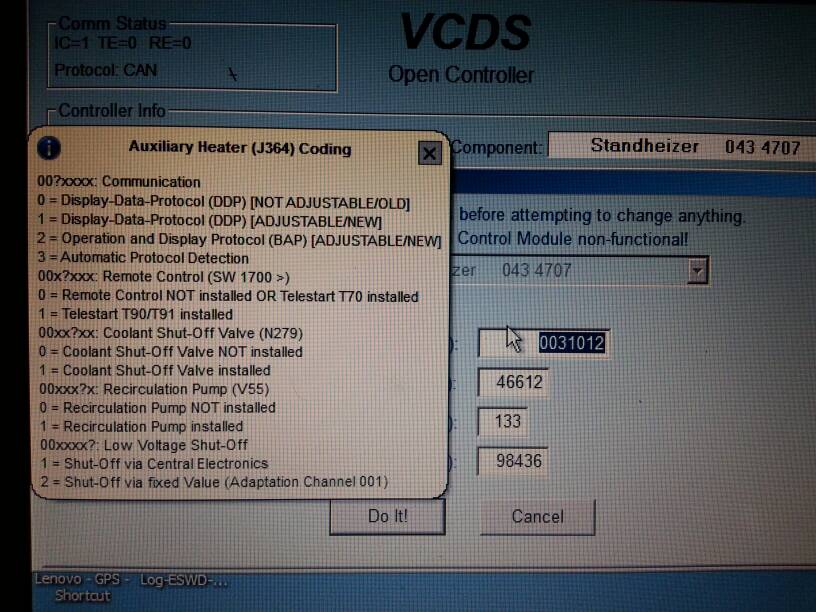 Comm Status
IC=1 TE=0 RE=0
Protocol: CAN
VCDS
Open Controller
Controller Info
Component: Standheizer 043 4707
Auxiliary Heater (J364) Coding
00?xxxx: Communication
0 = Display-Data-Protocol (DDP) [NOT ADJUSTABLE/OLD]
1 = Display-Data-Protocol (DDP) [ADJUSTABLE/NEW]
2 = Operation and Display Protocol (BAP) [ADJUSTABLE/NEW]
3 = Automatic Protocol Detection
00x?xxx: Remote Control (SW 1700 >)
0 = Remote Control NOT installed OR Telestart T70 installed
1 = Telestart T90/T91 installed
00xx?xx: Coolant Shut-Off Valve (N279)
0 = Coolant Shut-Off Valve NOT installed
1 = Coolant Shut-Off Valve installed
00xxx?x: Recirculation Pump (V55)
0 = Recirculation Pump NOT installed
1 = Recirculation Pump installed
00xxxx?: Low Voltage Shut-Off
1 = Shut-Off via Central Electronics
2 = Shut-Off via fixed Value (Adaptation Channel 001)
before attempting to change anything.
Control Module non-functional!
zer 043 4707
): 0031012
): 46612
): 133
): 98436
Do It!
Cancel
Lenovo - GPS - Shortcut
Log-ESWD-...